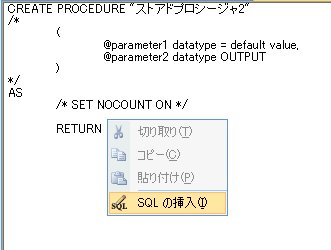 CREATE PROCEDURE "ストアドプロシージャ2"
/*
(
@parameter1 datatype = default value,
@parameter2 datatype OUTPUT
)
*/
AS
/* SET NOCOUNT ON */
RETURN
切り取り(T)
コピー(C)
貼り付け(P)
SQL SQL の挿入(I)